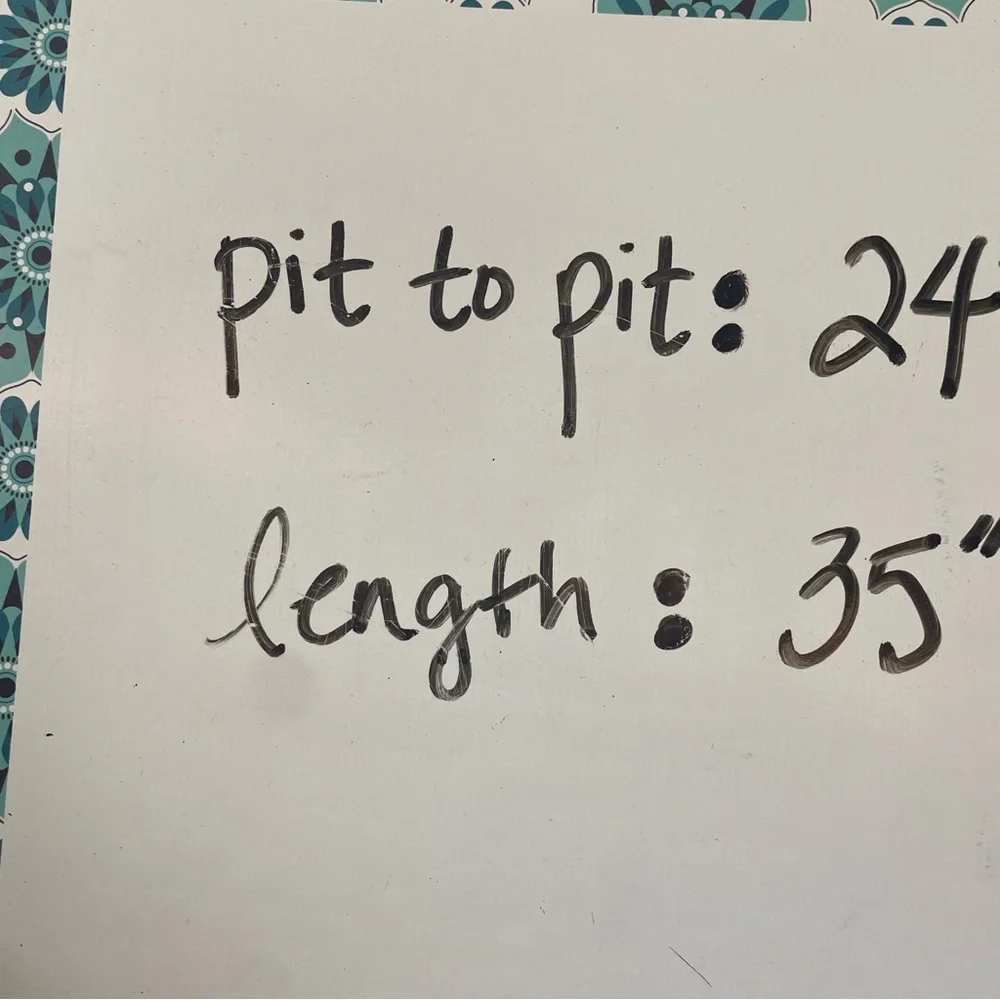 pit to pit: 24
length: 35"